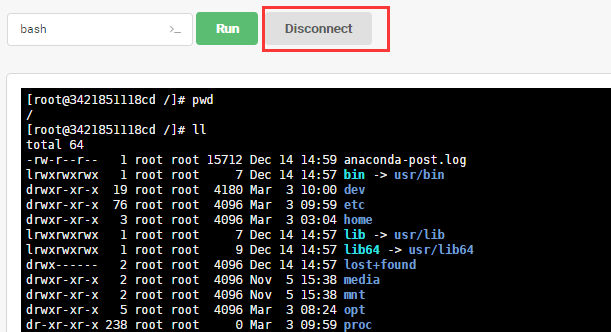 bash >_ Run Disconnect
[root@3421851118cd /]# pwd
/
[root@3421851118cd /]# ll
total 64
-rw-r--r--   1 root root 15712 Dec 14 14:59 anaconda-post.log
lrwxrwxrwx   1 root root     7 Dec 14 14:57 bin -> usr/bin
drwxr-xr-x  19 root root  4180 Mar  3 10:00 dev
drwxr-xr-x  76 root root  4096 Mar  3 09:59 etc
drwxr-xr-x   3 root root  4096 Mar  3 03:04 home
lrwxrwxrwx   1 root root     7 Dec 14 14:57 lib -> usr/lib
lrwxrwxrwx   1 root root     9 Dec 14 14:57 lib64 -> usr/lib64
drwx------   2 root root  4096 Dec 14 14:57 lost+found
drwxr-xr-x   2 root root  4096 Nov  5 15:38 media
drwxr-xr-x   2 root root  4096 Nov  5 15:38 mnt
drwxr-xr-x   5 root root  4096 Mar  3 08:24 opt
dr-xr-xr-x 238 root root     0 Mar  3 09:59 proc